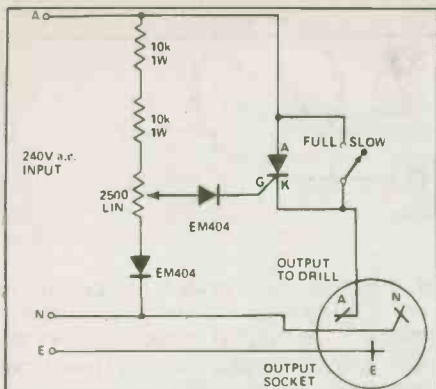 A
10k
1W
10k
1W
240V a.c.
INPUT
2500
LIN
EM404
EM404
A
G
K
FULL
SLOW
OUTPUT
TO DRILL
A
N
E
N
E
OUTPUT
SOCKET